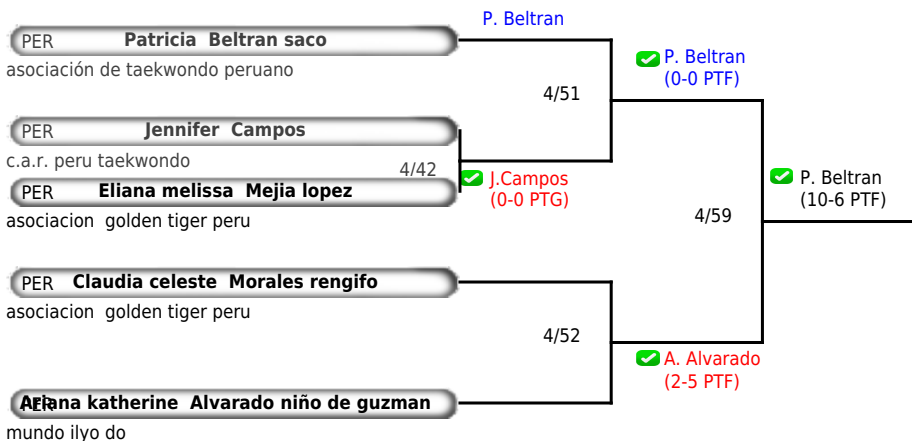 P. Beltran
PER Patricia Beltran saco
asociación de taekwondo peruano
P. Beltran
(0-0 PTF)
4/51
PER Jennifer Campos
c.a.r. peru taekwondo
4/42
J.Campos
(0-0 PTG)
PER Eliana melissa Mejia lopez
asociacion golden tiger peru
P. Beltran
(10-6 PTF)
4/59
PER Claudia celeste Morales rengifo
asociacion golden tiger peru
4/52
A. Alvarado
(2-5 PTF)
PER Ariana katherine Alvarado niño de guzman
mundo ilyo do